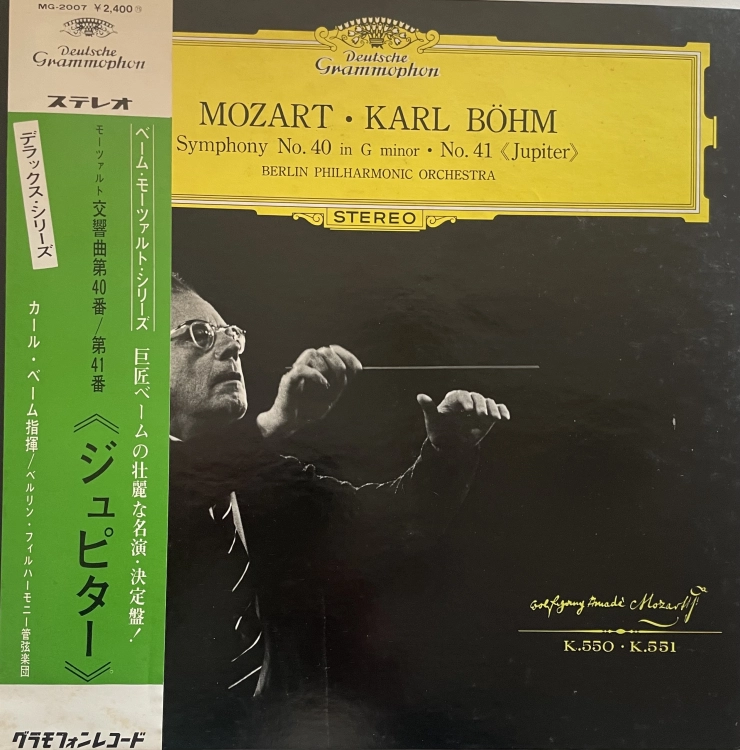 MG-2007 ¥2,400
Deutsche
Grammophon
ステレオ
デラックス・シリーズ
ベーム・モーツァルト・シリーズ 巨匠ベームの壮麗な名演・決定盤!
モーツァルト 交響曲第40番/第41番《ジュピター》
カール・ベーム指揮/ベルリン・フィルハーモニー管弦楽団
グラモフォンレコード
Deutsche
Grammophon
MOZART・KARL BÖHM
Symphony No.40 in G minor・No.41《Jupiter》
BERLIN PHILHARMONIC ORCHESTRA
STEREO
Wolfgang Amadè Mozart
K.550・K.551